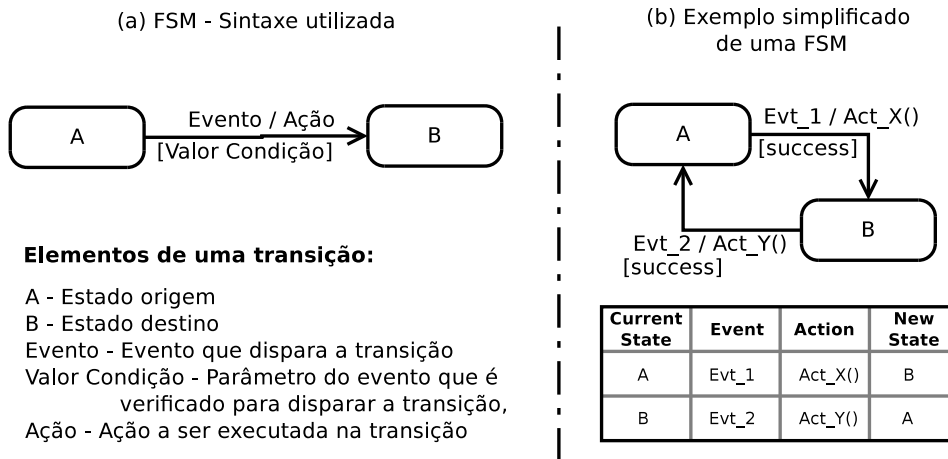 (a) FSM - Sintaxe utilizada
A
Evento / Ação
[Valor Condição]
B
Elementos de uma transição:
A - Estado origem
B - Estado destino
Evento - Evento que dispara a transição
Valor Condição - Parâmetro do evento que é
verificado para disparar a transição,
Ação - Ação a ser executada na transição
(b) Exemplo simplificado
de uma FSM
A
Evt_1 / Act_X()
[success]
B
Evt_2 / Act_Y()
[success]
Current State Event Action New State
A Evt_1 Act_X() B
B Evt_2 Act_Y() A